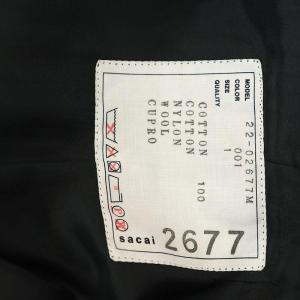 MODEL 22-02677M
COLOR 001
SIZE 1
QUALITY
COTTON 100
COTTON
NYLON
WOOL
CUPRO
sacai 2677